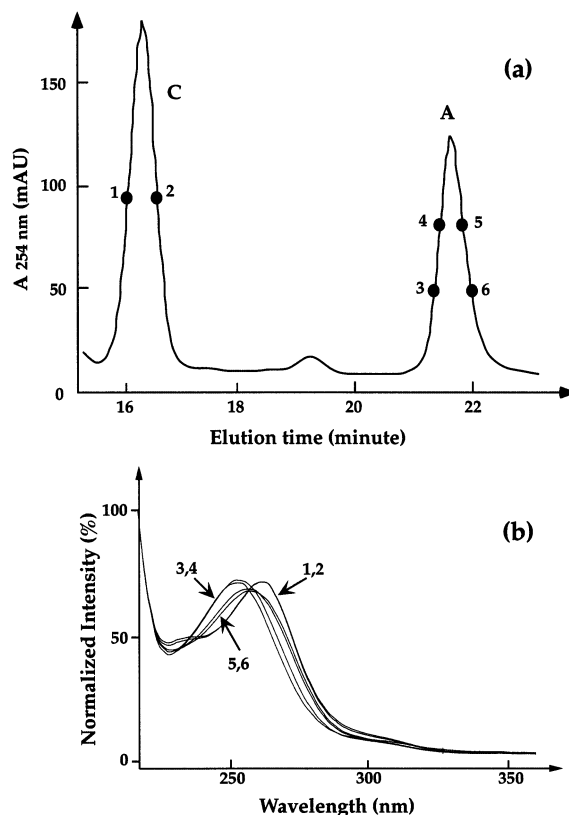 (a)
C
A
150
100
50
0
1
2
4
5
3
6
A 254 nm (mAU)
16
18
20
22
Elution time (minute)
(b)
100
50
0
3,4
1,2
5,6
Normalized Intensity (%)
250
300
350
Wavelength (nm)